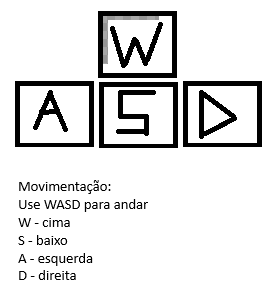 W
A S D
Movimentação:
Use WASD para andar
W - cima
S - baixo
A - esquerda
D - direita